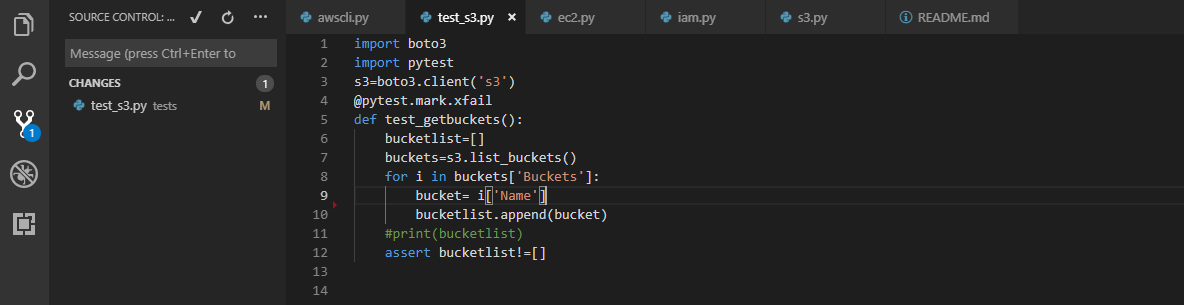 SOURCE CONTROL: ...
awscli.py
test_s3.py
ec2.py
iam.py
s3.py
README.md
Message (press Ctrl+Enter to
CHANGES
1
test_s3.py tests
M
1
1 import boto3
2 import pytest
3 s3=boto3.client('s3')
4 @pytest.mark.xfail
5 def test_getbuckets():
6 bucketlist=[]
7 buckets=s3.list_buckets()
8 for i in buckets['Buckets']:
9 bucket= i['Name']
10 bucketlist.append(bucket)
11 #print(bucketlist)
12 assert bucketlist!=[]
13
14